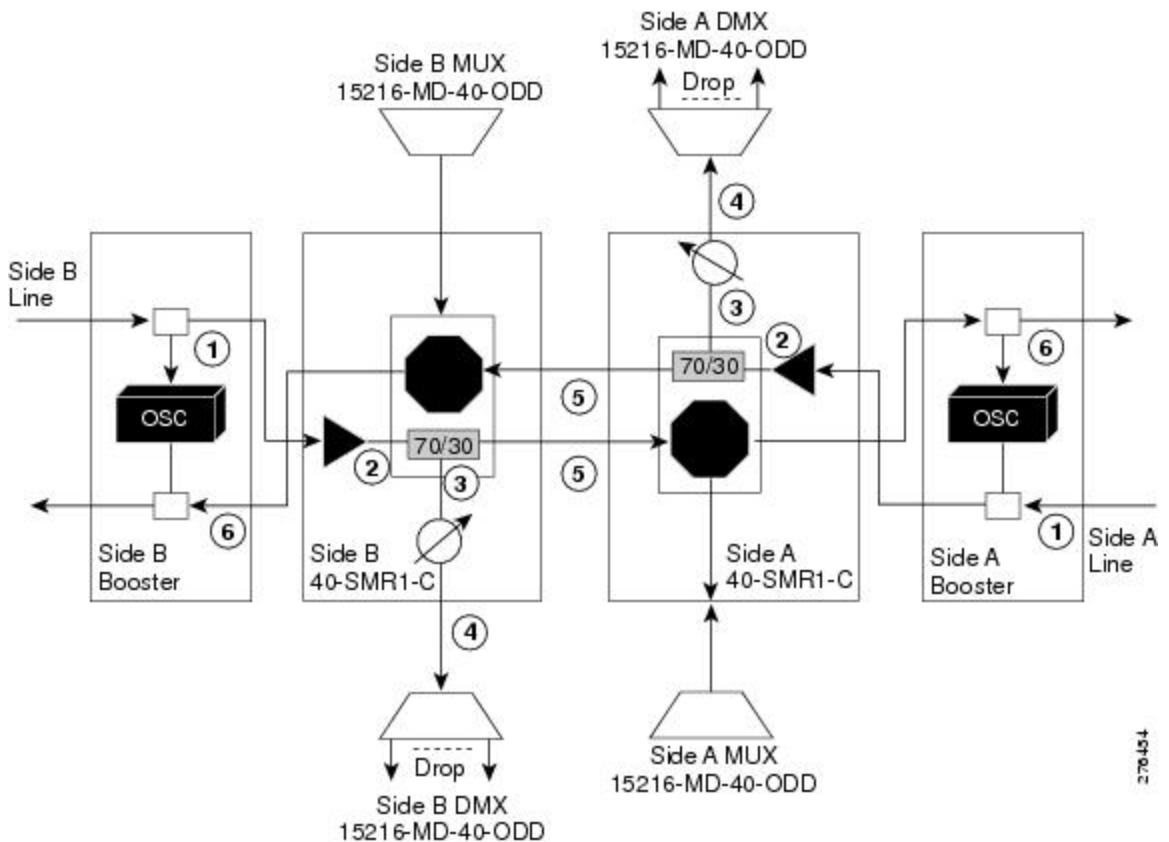 Side A DMX
15216-MD-40-ODD
Drop
Side B MUX
15216-MD-40-ODD
4
Side B
Line
1
3
2
6
70/30
5
OSC
OSC
70/30
2
3
5
6
1
Side B
Booster
Side B
40-SMR1-C
Side A
40-SMR1-C
Side A
Booster
Side A
Line
4
Drop
Side B DMX
15216-MD-40-ODD
Side A MUX
15216-MD-40-ODD
276454